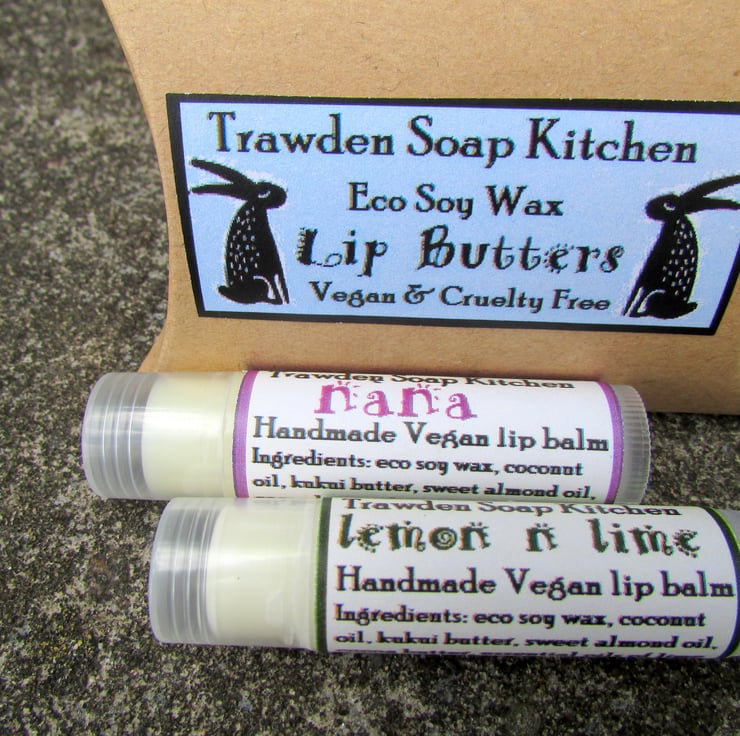 Trawden Soap Kitchen
Eco Soy Wax
Lip Butters
Vegan & Cruelty Free
Trawden Soap Kitchen
nana
Handmade Vegan lip balm
Ingredients: eco soy wax, coconut
oil, kukui butter, sweet almond oil,
Trawden Soap Kitchen
lemon n lime
Handmade Vegan lip balm
Ingredients: eco soy wax, coconut
oil, kukui butter, sweet almond oil,